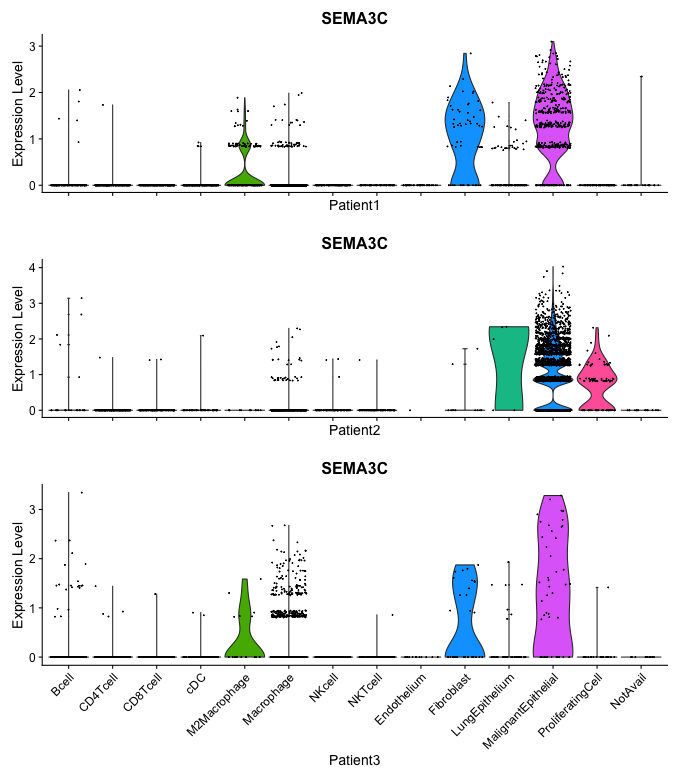 SEMA3C
Expression Level
3
2
1
0
Patient1
SEMA3C
Expression Level
4
3
2
1
0
Patient2
SEMA3C
Expression Level
3
2
1
0
Bcell
CD4Tcell
CD8Tcell
cDC
M2Macrophage
Macrophage
NKcell
NKTcell
Endothelium
Fibroblast
LungEpithelium
MalignantEpithelial
ProliferatingCell
NotAvail
Patient3